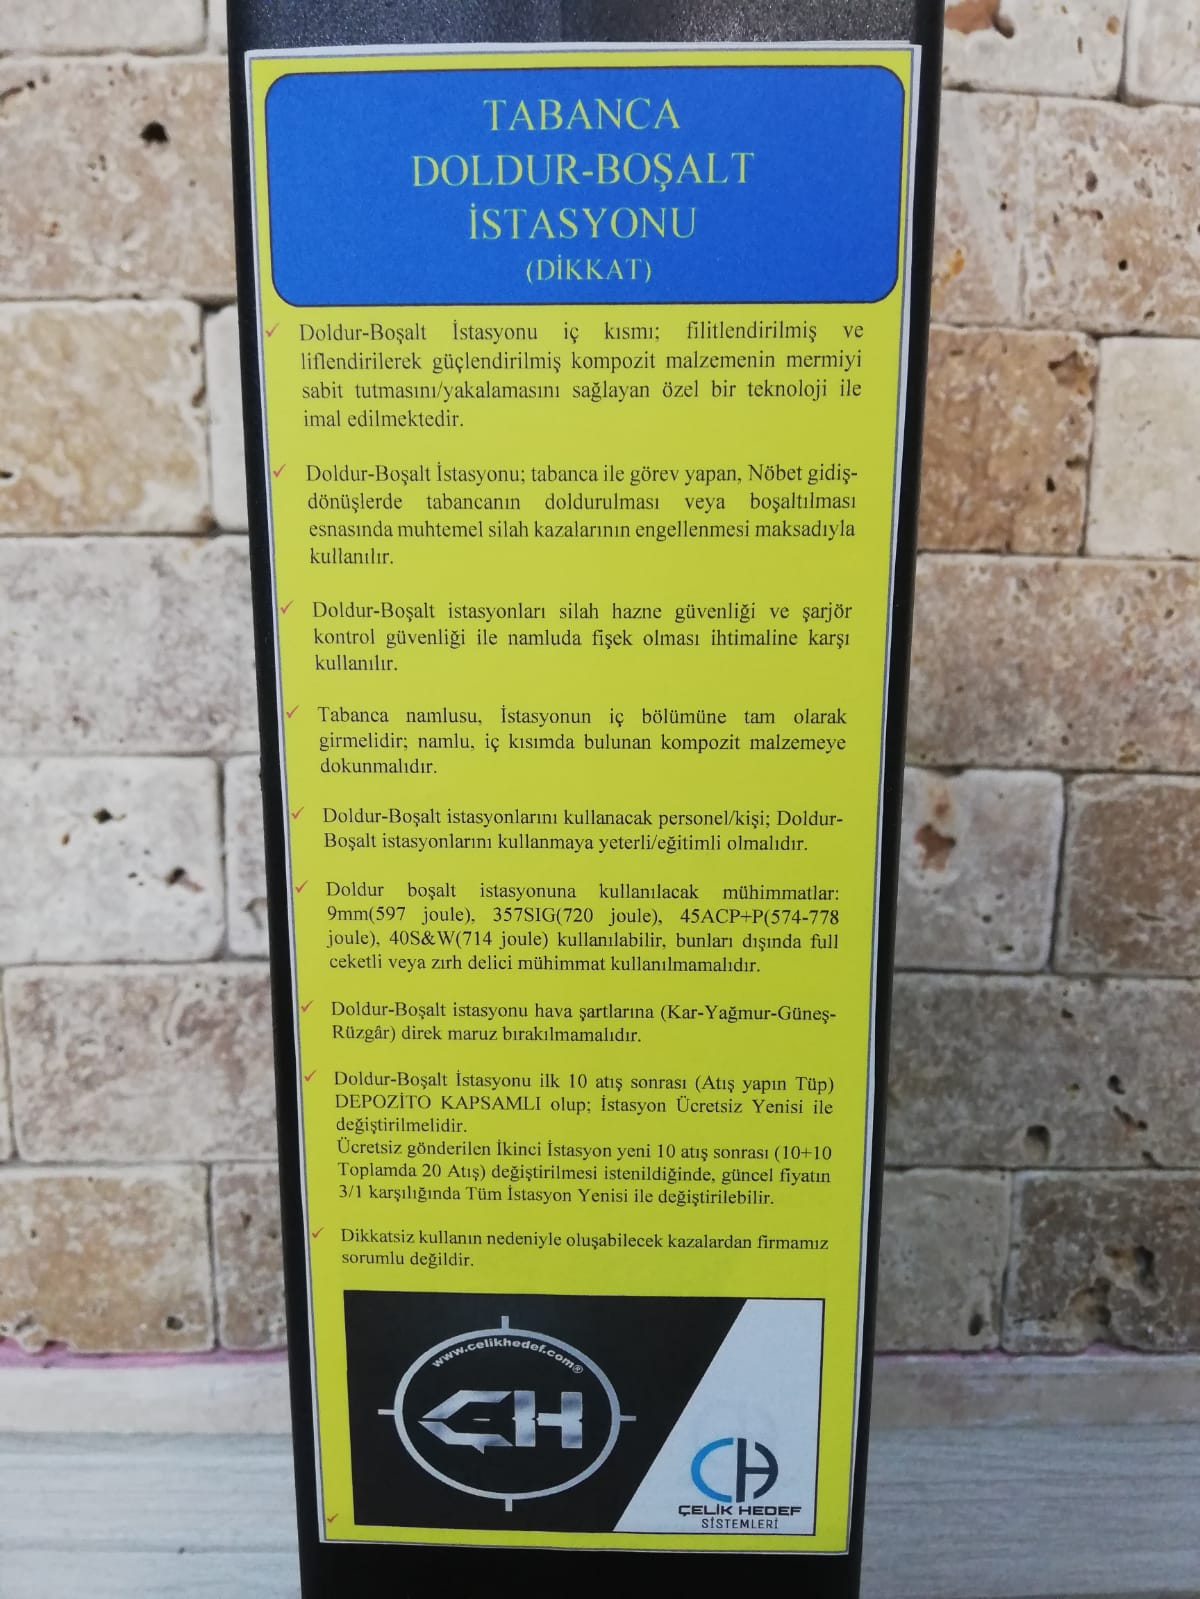 TABANCA
DOLDUR-BOŞALT
İSTASYONU
(DİKKAT)
Doldur-Boşalt İstasyonu iç kısmı; filitlendirilmiş ve
liflendirilerek güçlendirilmiş kompozit malzemenin mermiyi
sabit tutmasını/yakalamasını sağlayan özel bir teknoloji ile
imal edilmektedir.
Doldur-Boşalt İstasyonu; tabanca ile görev yapan, Nöbet gidiş-
dönüşlerde tabancanın doldurulması veya boşaltılması
esnasında muhtemel silah kazalarının engellenmesi maksadıyla
kullanılır.
Doldur-Boşalt istasyonları silah hazne güvenliği ve şarjör
kontrol güvenliği ile namluda fişek olması ihtimaline karşı
kullanılır.
Tabanca namlusu, İstasyonun iç bölümüne tam olarak
girmelidir; namlu, iç kısımda bulunan kompozit malzemeye
dokunmalıdır.
Doldur-Boşalt istasyonlarını kullanacak personel/kişi; Doldur-
Boşalt istasyonlarını kullanmaya yeterli/eğitimli olmalıdır.
Doldur boşalt istasyonuna kullanılacak mühimmatlar:
9mm(597 joule), 357SIG(720 joule), 45ACP+P(574-778
joule), 40S&W(714 joule) kullanılabilir, bunları dışında full
ceketli veya zırh delici mühimmat kullanılmamalıdır.
Doldur-Boşalt istasyonu hava şartlarına (Kar-Yağmur-Güneş-
Rüzgâr) direk maruz bırakılmamalıdır.
Doldur-Boşalt İstasyonu ilk 10 atış sonrası (Atış yapın Tüp)
DEPOZİTO KAPSAMLI olup; İstasyon Ücretsiz Yenisi ile
değiştirilmelidir.
Ücretsiz gönderilen İkinci İstasyon yeni 10 atış sonrası (10+10
Toplamda 20 Atış) değiştirilmesi istenildiğinde, güncel fiyatın
3/1 karşılığında Tüm İstasyon Yenisi ile değiştirilebilir.
Dikkatsiz kullanın nedeniyle oluşabilecek kazalardan firmamız
sorumlu değildir.
www.celikhedef.com®
ÇH
CH
ÇELİK HEDEF
SİSTEMLERİ